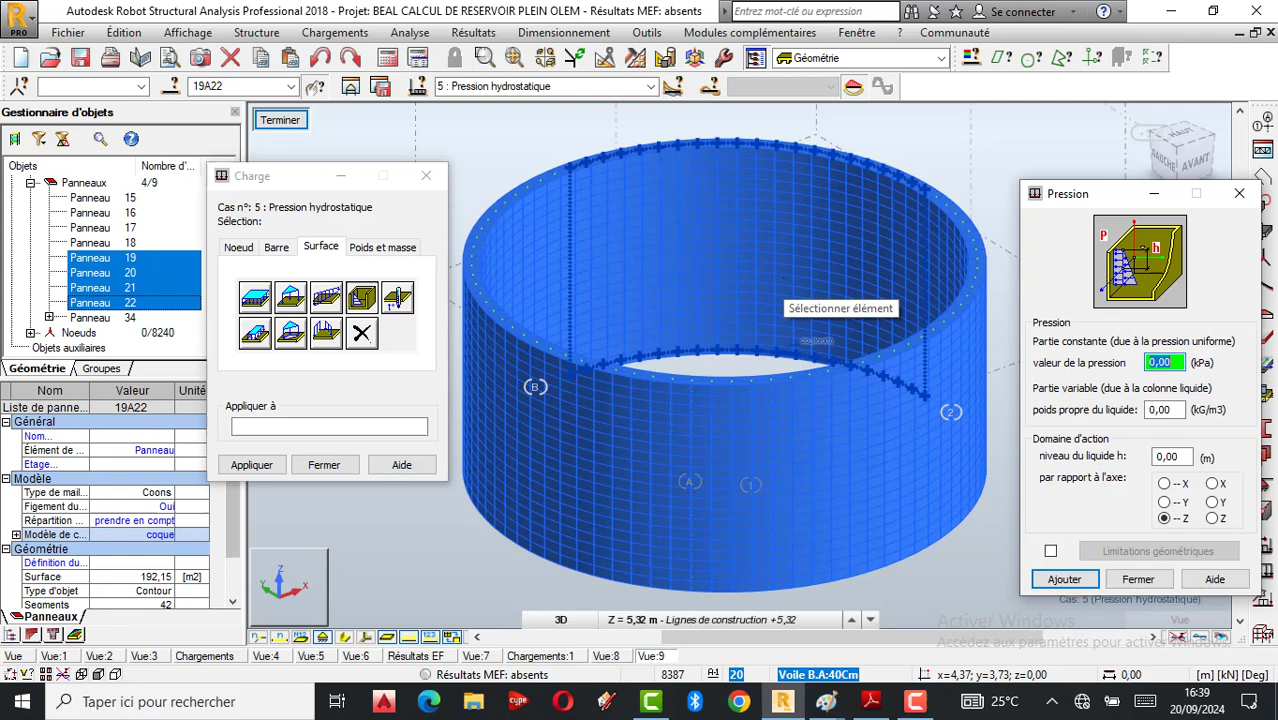 Autodesk Robot Structural Analysis Professional 2018 - Projet: BEAL CALCUL DE RESERVOIR PLEIN OLEM - Résultats MEF: absents
Entrez mot-clé ou expression
Se connecter
PRO
Fichier Édition Affichage Structure Chargements Analyse Résultats Dimensionnement Outils Modules complémentaires Fenêtre ? Communauté
Géométrie
19A22
5 : Pression hydrostatique
Gestionnaire d'objets
Objets Nombre d'...
Panneaux 4/9
Panneau 15
Panneau 16
Panneau 17
Panneau 18
Panneau 19
Panneau 20
Panneau 21
Panneau 22
Panneau 34
Noeuds 0/8240
Objets auxiliaires
Géométrie Groupes
Nom Valeur Unité
Liste de panne... 19A22
Général
Nom...
Élément de ... Panneau
Etage...
Modèle
Type de mail... Coons
Figement du... Oui
Répartition ... prendre en compt
Modèle de c... coque
Géométrie
Définition du...
Surface 192,15 [m2]
Type d'objet Contour
Segments 42
Panneaux
Terminer
Charge
Cas n°: 5 : Pression hydrostatique
Sélection:
Noeud Barre Surface Poids et masse
Appliquer à
Appliquer Fermer Aide
Sélectionner élément
B
2
A
1
HAUT
GAUCHE AVANT
Z
Y
X
Pression
P
h
Pression
Partie constante (due à la pression uniforme)
valeur de la pression 0,00 (kPa)
Partie variable (due à la colonne liquide)
poids propre du liquide: 0,00 (kG/m3)
Domaine d'action
niveau du liquide h: 0,00 (m)
par rapport à l'axe:
-- X X
-- Y Y
-- Z Z
Limitations géométriques
Ajouter Fermer Aide
Cas: 5 (Pression hydrostatique)
3D Z = 5,32 m - Lignes de construction +5,32
Activer Windows
Accédez aux paramètres pour activer Windows.
Vue
Vue Vue:1 Vue:2 Vue:3 Chargements Vue:4 Vue:5 Vue:6 Résultats EF Vue:7 Chargements:1 Vue:8 Vue:9
Résultats MEF: absents 8387 20 Voile B.A:40Cm x=4,37; y=3,73; z=0,00 0,00 [m] [kN] [Deg]
Taper ici pour rechercher
cype
25°C
16:39
20/09/2024